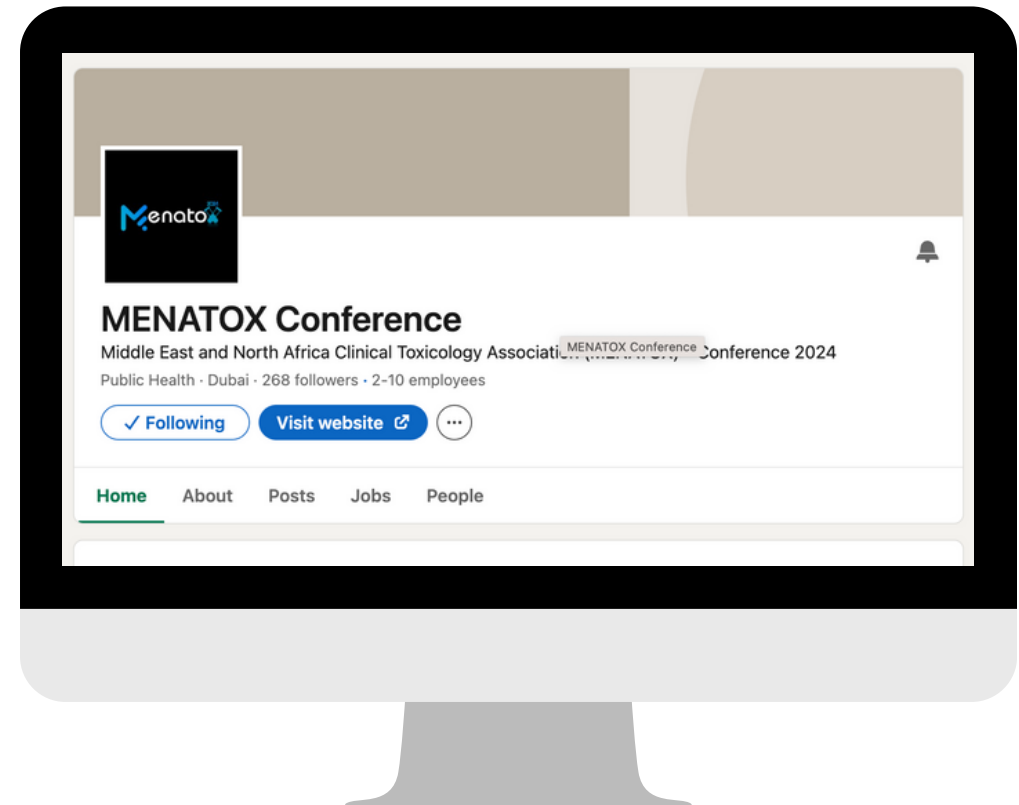 Menatox
MENATOX Conference
Middle East and North Africa Clinical Toxicology Conference 2024
MENATOX Conference
Public Health · Dubai · 268 followers · 2-10 employees
✓ Following
Visit website
Home About Posts Jobs People